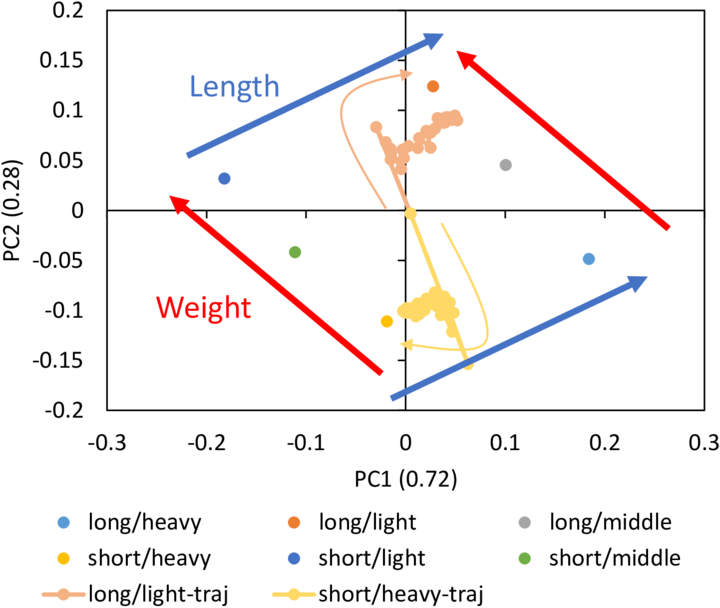 0.2
0.15
0.1
0.05
0
-0.05
-0.1
-0.15
-0.2
PC2 (0.28)
Length
Weight
-0.3 -0.2 -0.1 0 0.1 0.2 0.3
PC1 (0.72)
long/heavy long/light long/middle
short/heavy short/light short/middle
long/light-traj short/heavy-traj